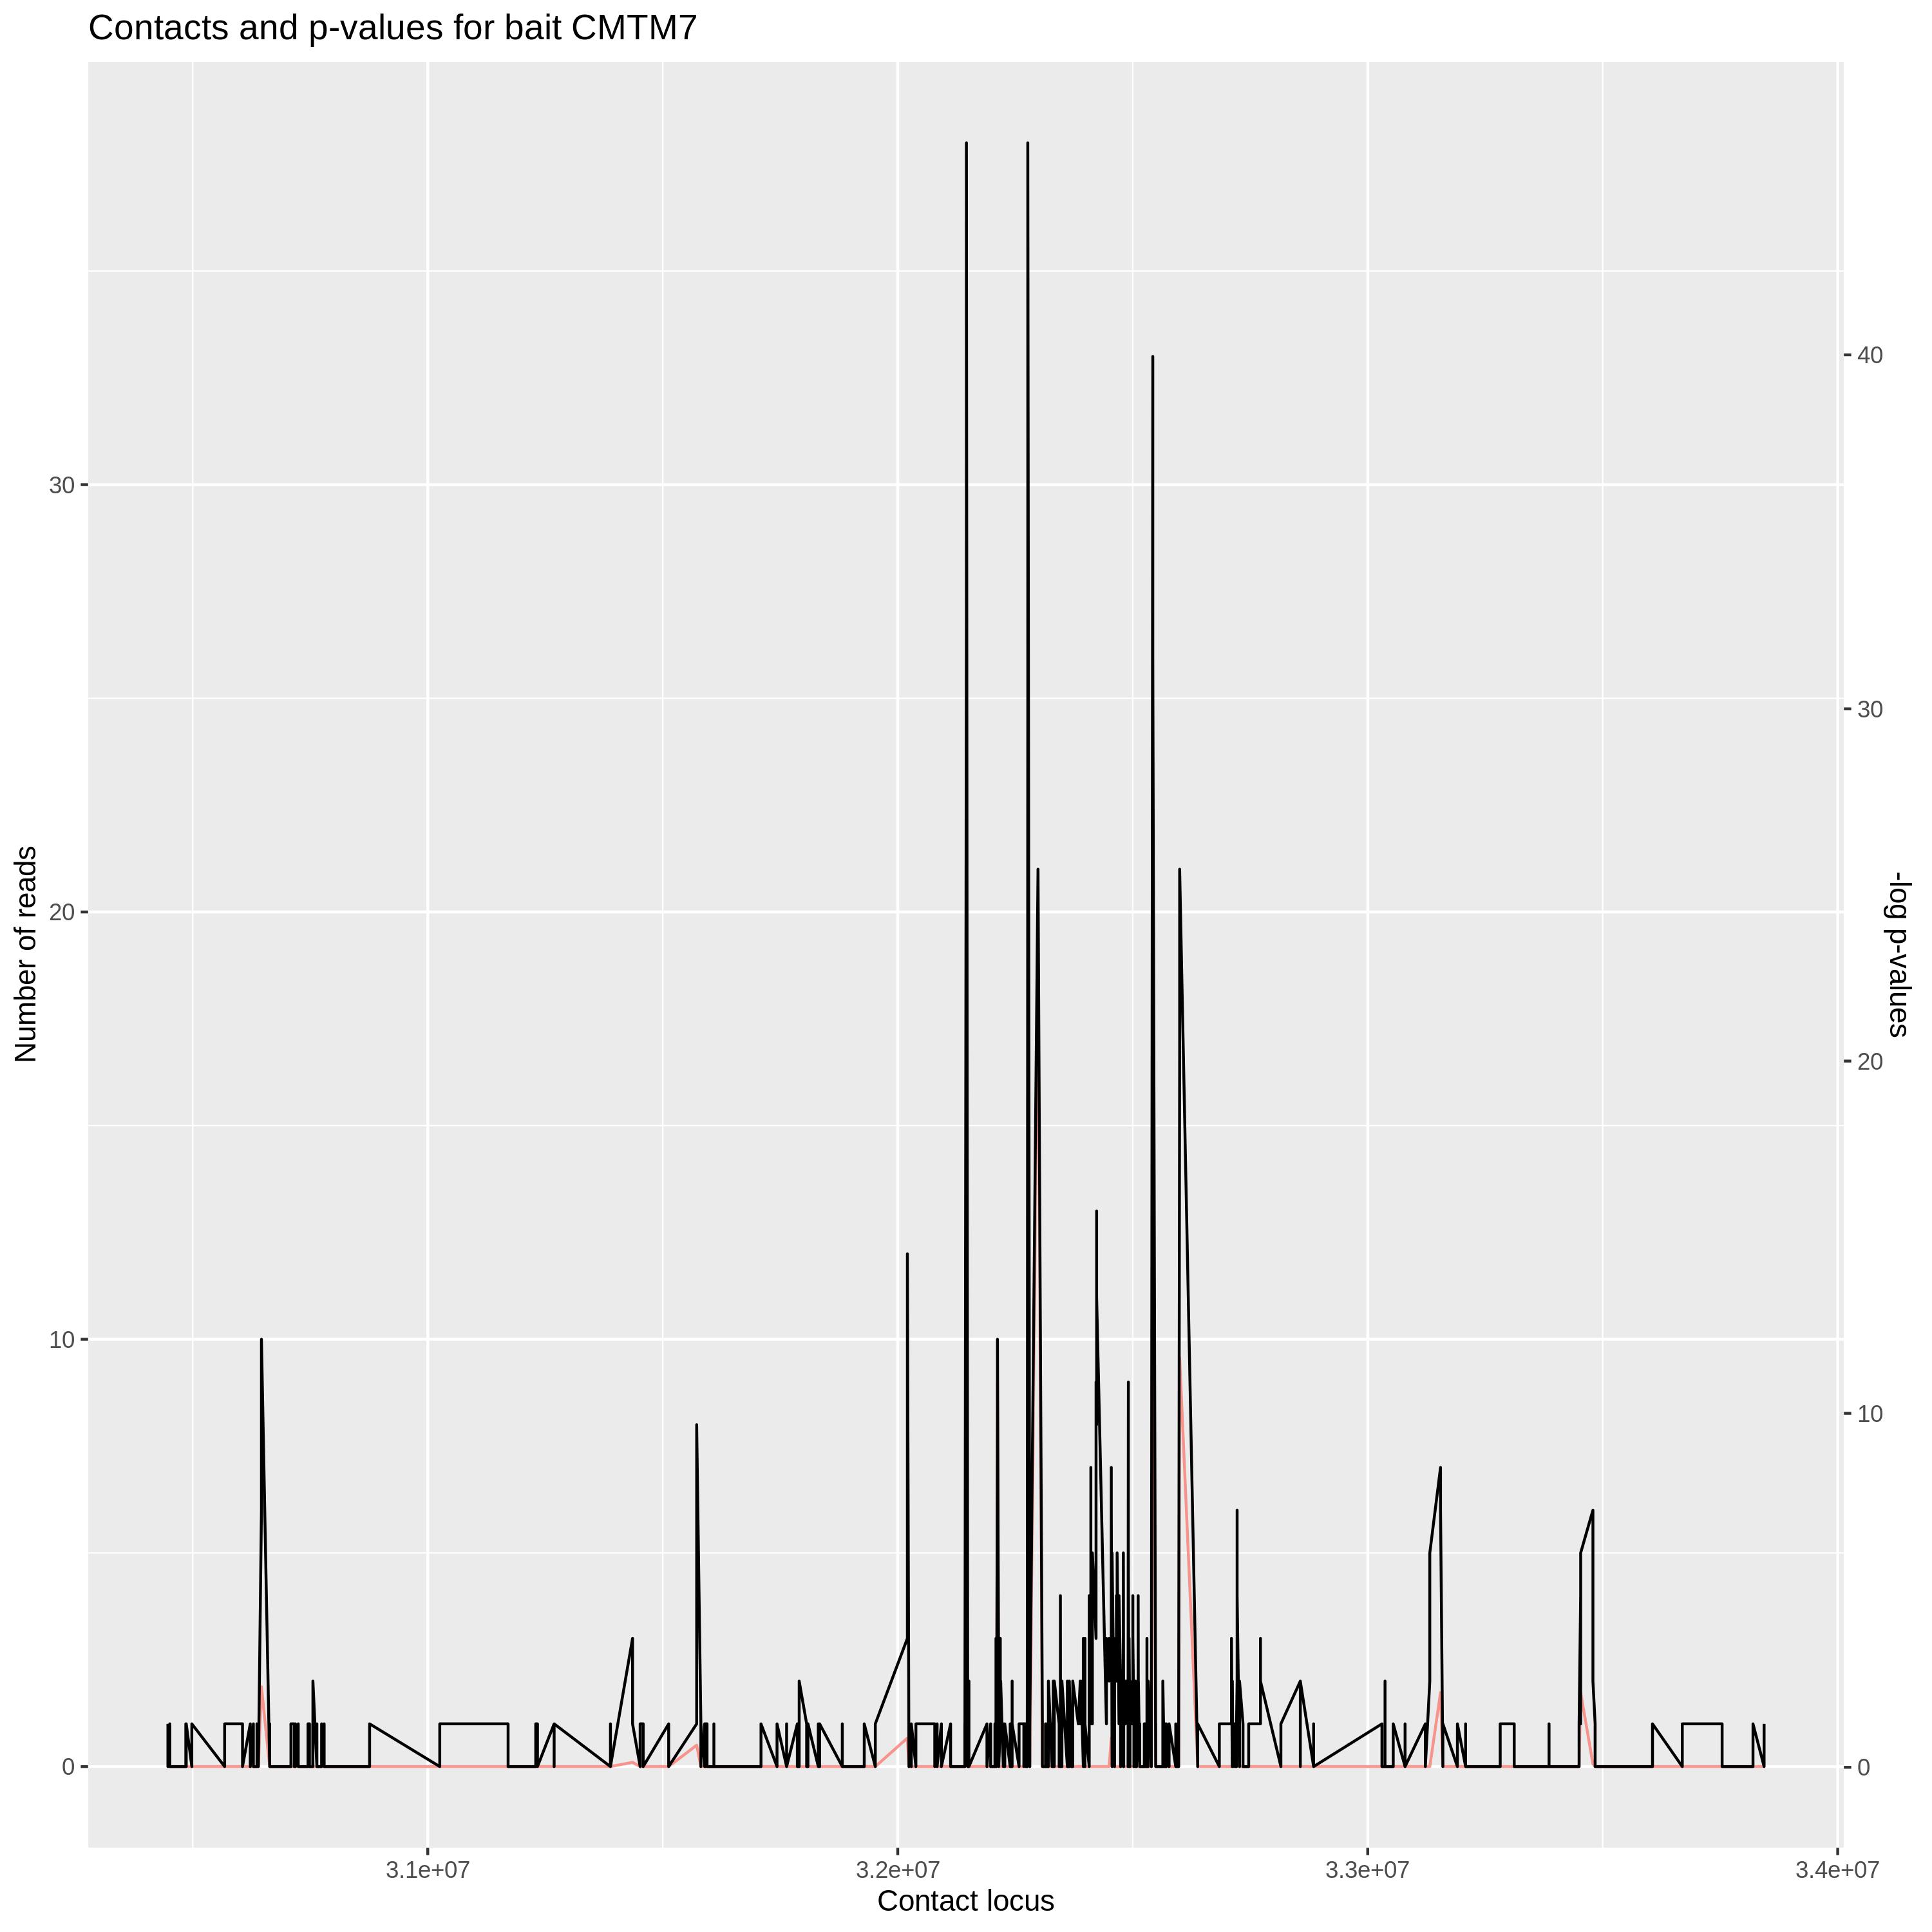 Contacts and p-values for bait CMTM7
Number of reads
30
20
10
0
40
30
20
10
0
-log p-values
3.1e+07
3.2e+07
3.3e+07
3.4e+07
Contact locus